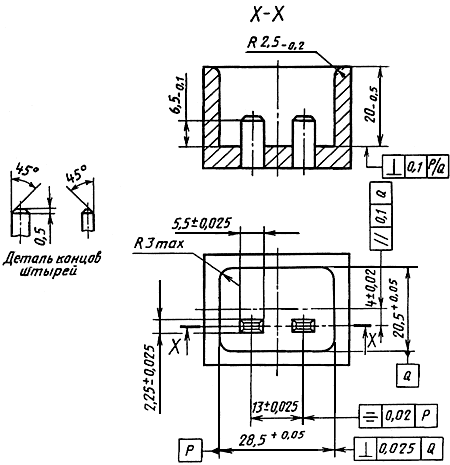 X-X
R 2,5-0,2
6,5-0,1
20-0,5
⊥ 0,1 P/Q
45° 45°
0,5
Деталь концов
штырей
5,5±0,025
R3max
// 0,1 Q
4±0,02
20,5+0,05
X X
2,25±0,025
Q
13±0,025
0,02 P
P
28,5+0,05
⊥ 0,025 Q